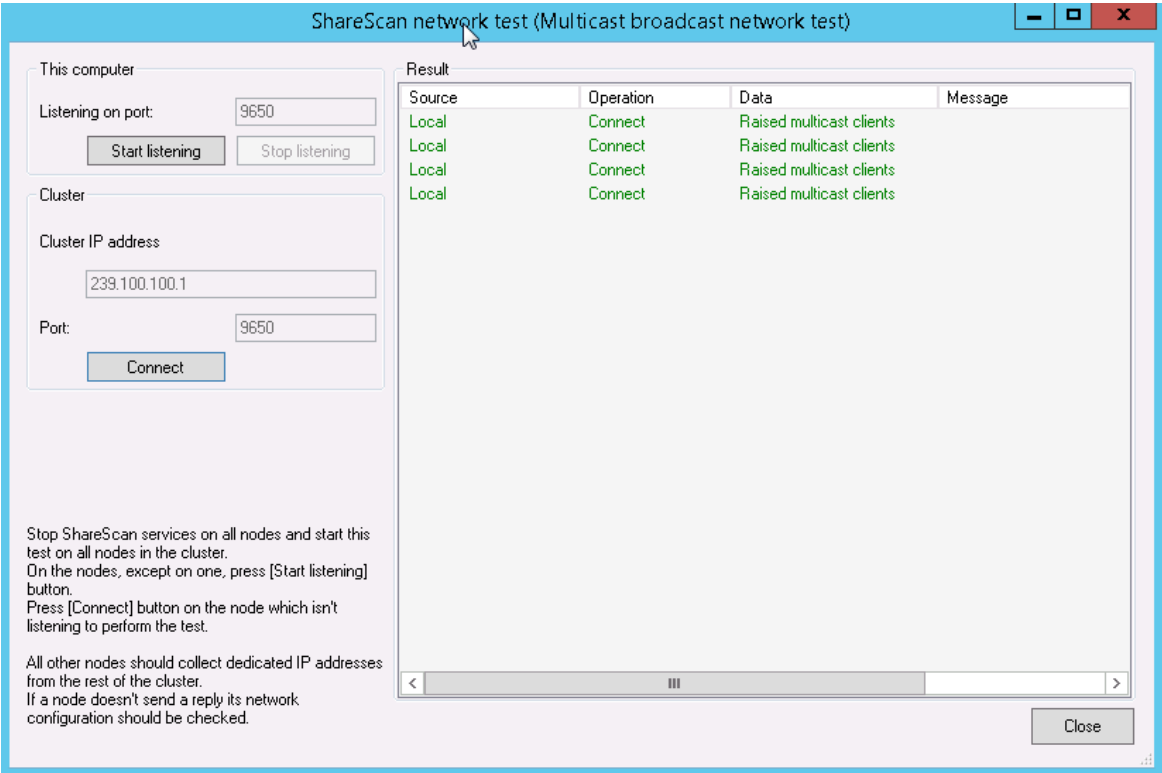 ShareScan network test (Multicast broadcast network test)
This computer
Listening on port:
9650
Start listening
Stop listening
Cluster
Cluster IP address
239.100.100.1
Port:
9650
Connect
Stop ShareScan services on all nodes and start this
test on all nodes in the cluster.
On the nodes, except on one, press [Start listening]
button.
Press [Connect] button on the node which isn't
listening to perform the test.
All other nodes should collect dedicated IP addresses
from the rest of the cluster.
If a node doesn't send a reply its network
configuration should be checked.
Result
Source Operation Data Message
Local Connect Raised multicast clients
Local Connect Raised multicast clients
Local Connect Raised multicast clients
Local Connect Raised multicast clients
Close